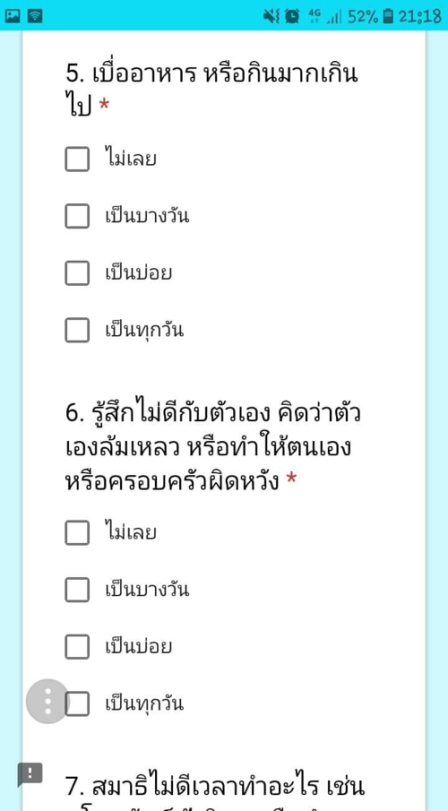 4G 52% 21:18
5. เบื่ออาหาร หรือกินมากเกิน
ไป *
ไม่เลย
เป็นบางวัน
เป็นบ่อย
เป็นทุกวัน
6. รู้สึกไม่ดีกับตัวเอง คิดว่าตัว
เองล้มเหลว หรือทำให้ตนเอง
หรือครอบครัวผิดหวัง *
ไม่เลย
เป็นบางวัน
เป็นบ่อย
เป็นทุกวัน
7. สมาธิไม่ดีเวลาทำอะไร เช่น